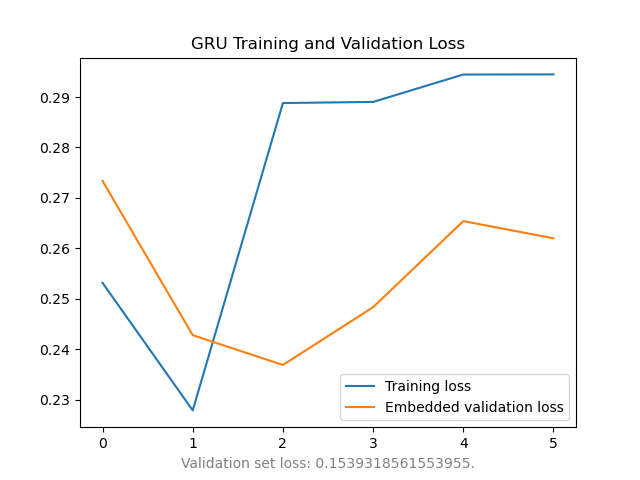 GRU Training and Validation Loss
0.29
0.28
0.27
0.26
0.25
0.24
0.23
Training loss
Embedded validation loss
0 1 2 3 4 5
Validation set loss: 0.1539318561553955.